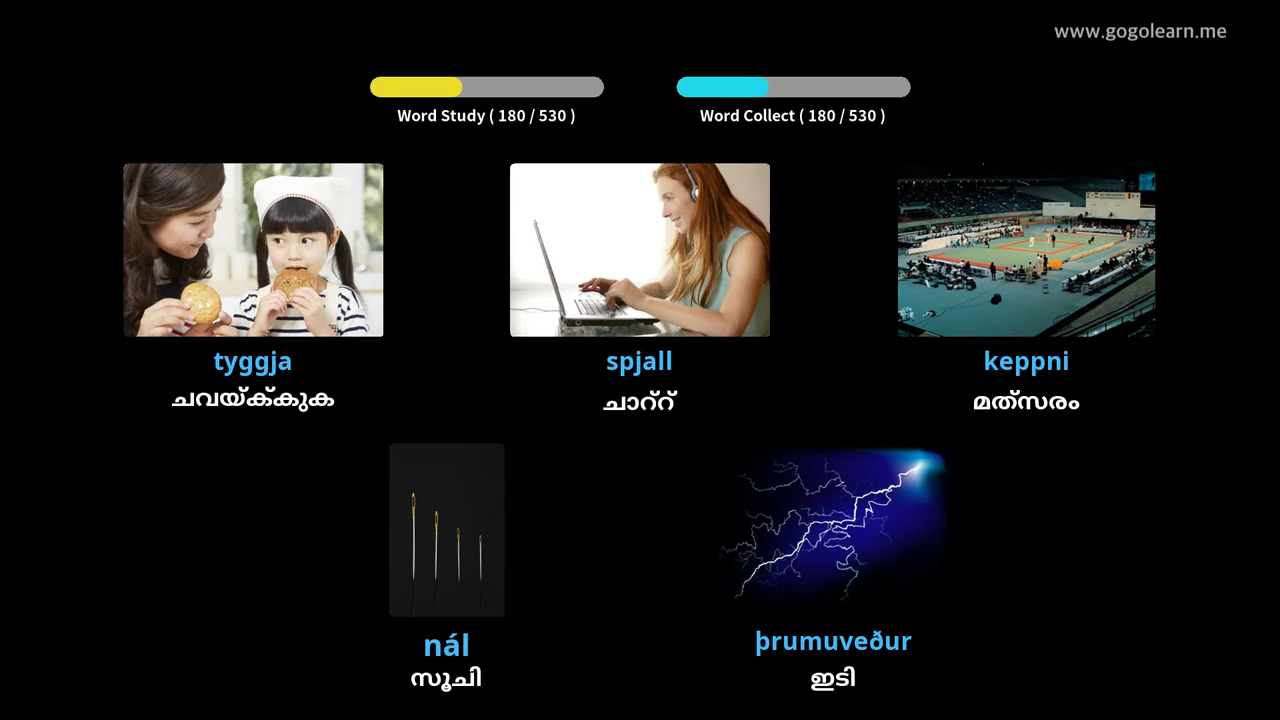 www.gogolearn.me
Word Study ( 180 / 530 )
Word Collect ( 180 / 530 )
tyggja
ചവയ്ക്കുക
spjall
ചാറ്റ്
keppni
മത്സരം
nál
സൂചി
þrumuveður
ഇടി